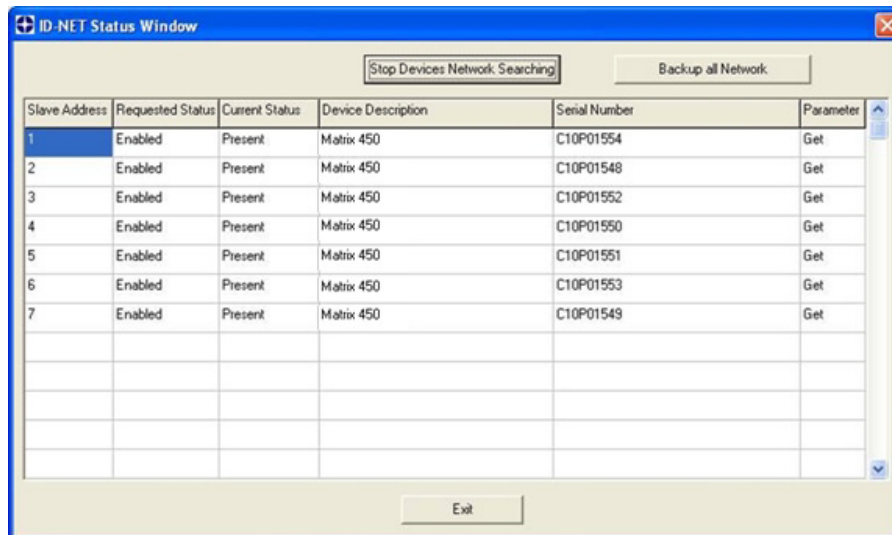 ID-NET Status Window
Stop Devices Network Searching Backup all Network
Slave Address Requested Status Current Status Device Description Serial Number Parameter
1 Enabled Present Matrix 450 C10P01554 Get
2 Enabled Present Matrix 450 C10P01548 Get
3 Enabled Present Matrix 450 C10P01552 Get
4 Enabled Present Matrix 450 C10P01550 Get
5 Enabled Present Matrix 450 C10P01551 Get
6 Enabled Present Matrix 450 C10P01553 Get
7 Enabled Present Matrix 450 C10P01549 Get
Exit